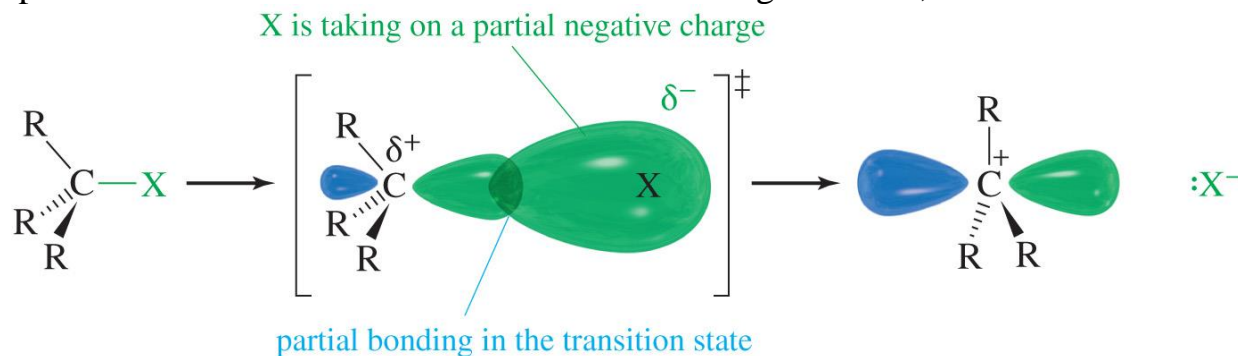 X is taking on a partial negative charge
R R R C—X
R δ+ C R R X δ− ‡
R C + R R :X−
partial bonding in the transition state